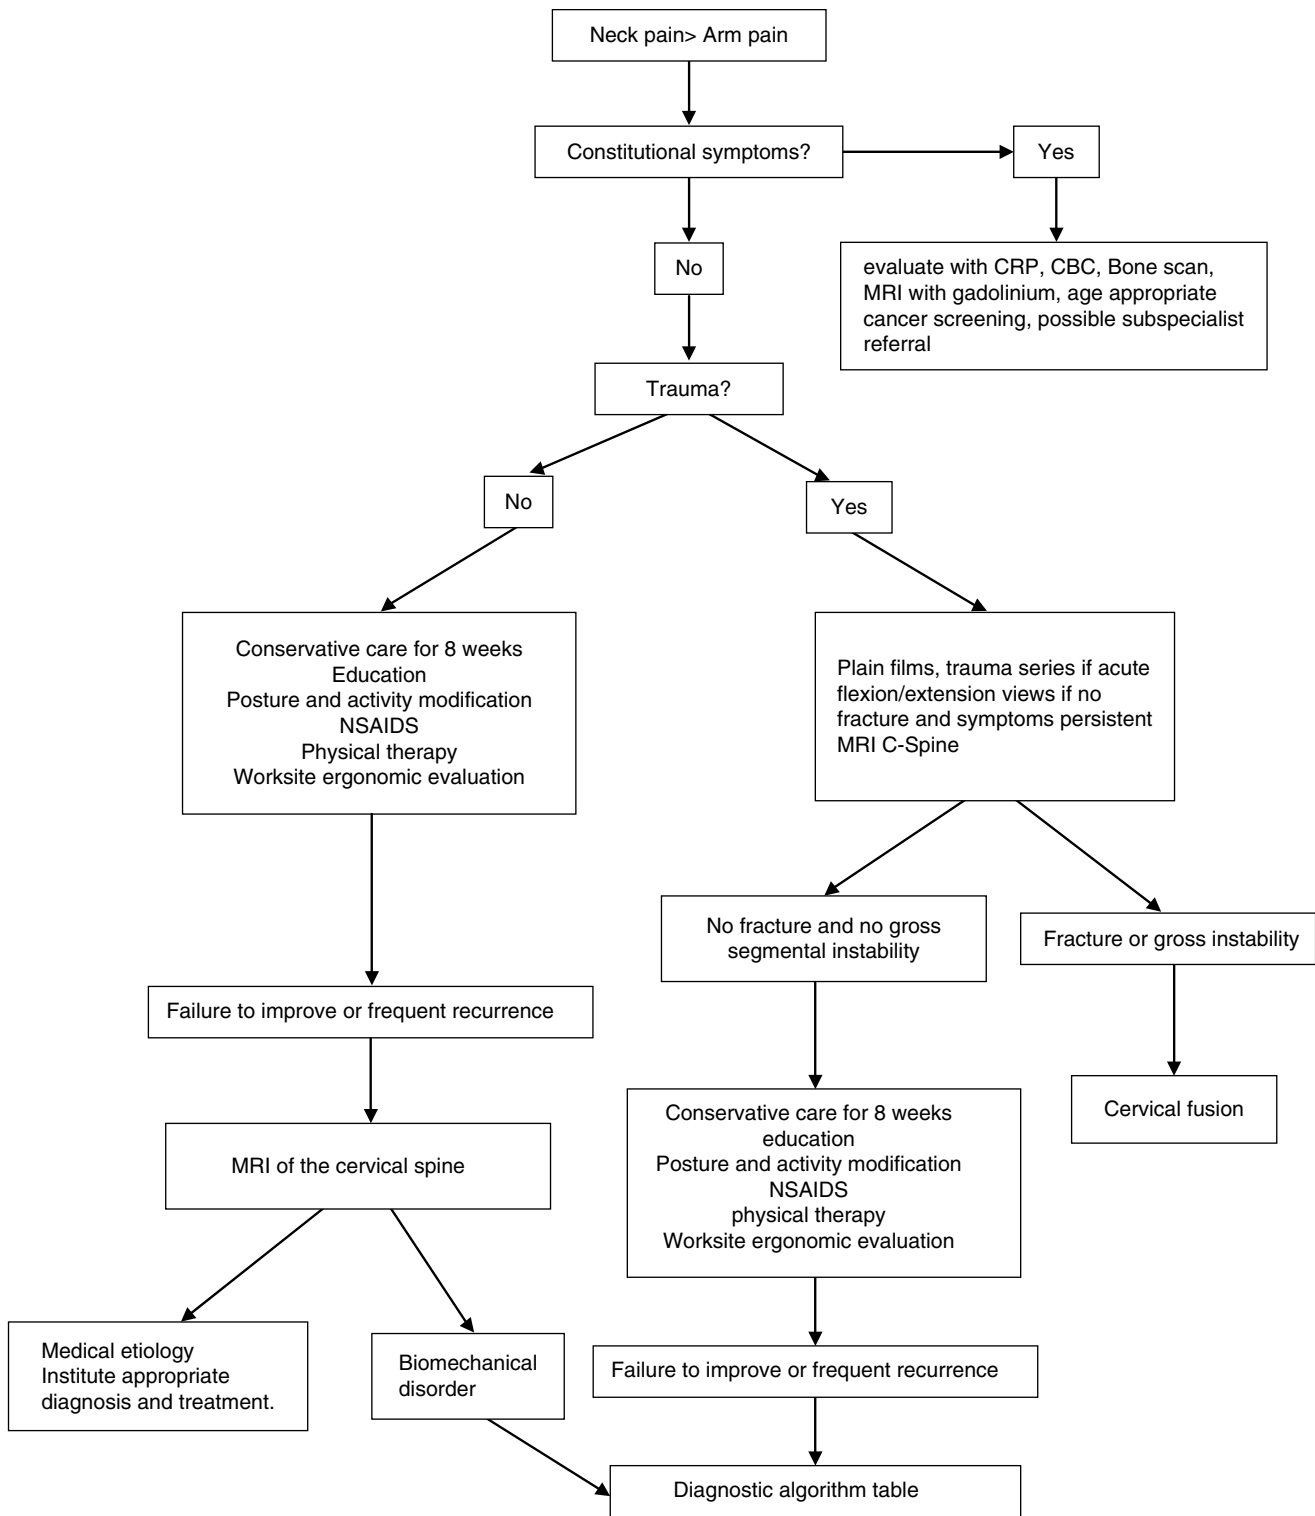 Neck pain> Arm pain
Constitutional symptoms?
Yes
No
evaluate with CRP, CBC, Bone scan,
MRI with gadolinium, age appropriate
cancer screening, possible subspecialist
referral
Trauma?
No
Yes
Conservative care for 8 weeks
Education
Posture and activity modification
NSAIDS
Physical therapy
Worksite ergonomic evaluation
Plain films, trauma series if acute
flexion/extension views if no
fracture and symptoms persistent
MRI C-Spine
No fracture and no gross
segmental instability
Fracture or gross instability
Failure to improve or frequent recurrence
Conservative care for 8 weeks
education
Posture and activity modification
NSAIDS
physical therapy
Worksite ergonomic evaluation
Cervical fusion
MRI of the cervical spine
Medical etiology
Institute appropriate
diagnosis and treatment.
Biomechanical
disorder
Failure to improve or frequent recurrence
Diagnostic algorithm table